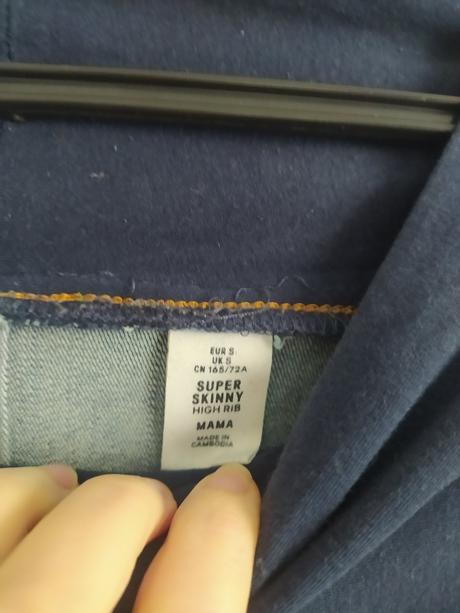 EUR S
UK S
CN 165/72A
SUPER
SKINNY
HIGH RIB
MAMA
MADE IN
CAMBODIA